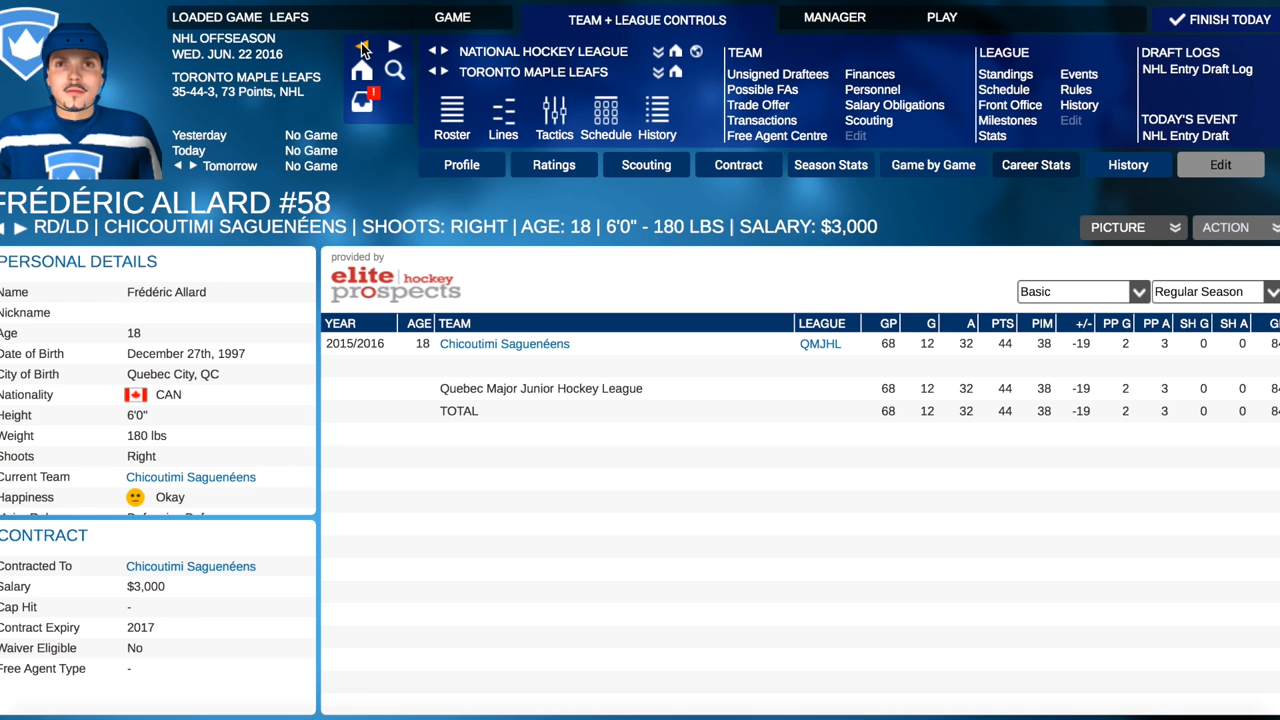 LOADED GAME LEAFS
GAME
TEAM + LEAGUE CONTROLS
MANAGER
PLAY
FINISH TODAY
NHL OFFSEASON
WED. JUN. 22 2016
TORONTO MAPLE LEAFS
35-44-3, 73 Points, NHL
Yesterday No Game
Today No Game
Tomorrow No Game
!
NATIONAL HOCKEY LEAGUE
TORONTO MAPLE LEAFS
Roster Lines Tactics Schedule History
TEAM
Unsigned Draftees Finances
Possible FAs Personnel
Trade Offer Salary Obligations
Transactions Scouting
Free Agent Centre Edit
LEAGUE
Standings Events
Schedule Rules
Front Office History
Milestones Edit
Stats
DRAFT LOGS
NHL Entry Draft Log
TODAY'S EVENT
NHL Entry Draft
Profile Ratings Scouting Contract Season Stats Game by Game Career Stats History Edit
FRÉDÉRIC ALLARD #58
RD/LD | CHICOUTIMI SAGUENÉENS | SHOOTS: RIGHT | AGE: 18 | 6'0" - 180 LBS | SALARY: $3,000
PICTURE ACTION
PERSONAL DETAILS
Name Frédéric Allard
Nickname
Age 18
Date of Birth December 27th, 1997
City of Birth Quebec City, QC
Nationality CAN
Height 6'0"
Weight 180 lbs
Shoots Right
Current Team Chicoutimi Saguenéens
Happiness Okay
CONTRACT
Contracted To Chicoutimi Saguenéens
Salary $3,000
Cap Hit -
Contract Expiry 2017
Waiver Eligible No
Free Agent Type -
provided by
elite hockey
prospects
Basic Regular Season
YEAR AGE TEAM LEAGUE GP G A PTS PIM +/- PP G PP A SH G SH A
2015/2016 18 Chicoutimi Saguenéens QMJHL 68 12 32 44 38 -19 2 3 0 0
Quebec Major Junior Hockey League 68 12 32 44 38 -19 2 3 0 0
TOTAL 68 12 32 44 38 -19 2 3 0 0